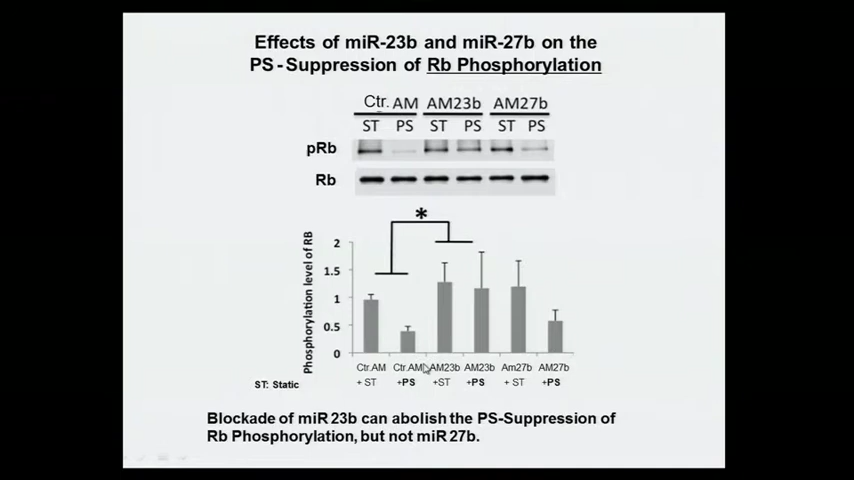 Effects of miR-23b and miR-27b on the
PS - Suppression of Rb Phosphorylation
Ctr. AM AM23b AM27b
ST PS ST PS ST PS
pRb
Rb
*
Phosphorylation level of RB
2
1.5
1
0.5
0
Ctr.AM Ctr.AM AM23b AM23b Am27b AM27b
+ ST +PS +ST +PS + ST +PS
ST: Static
Blockade of miR 23b can abolish the PS-Suppression of
Rb Phosphorylation, but not miR 27b.